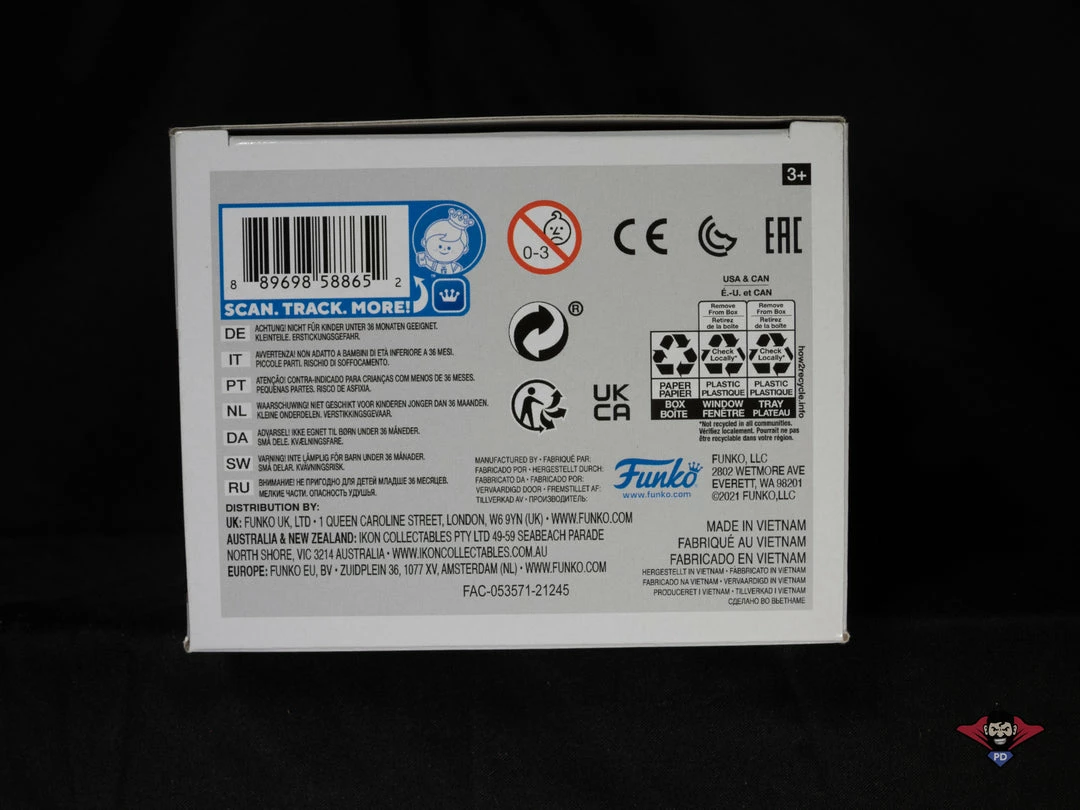 3+
8 89698 58865 2
SCAN. TRACK. MORE!
0-3
CE
EAC
USA & CAN
É.-U. et CAN
Remove From Box
Retirez de la boîte
Remove From Box
Retirez de la boîte
Check Locally*
Check Locally*
PAPER PAPIER
PLASTIC PLASTIQUE
PLASTIC PLASTIQUE
BOX BOÎTE
WINDOW FENÊTRE
TRAY PLATEAU
how2recycle.info
*Not recycled in all communities.
Vérifiez localement. Pourrait ne pas
être recyclable dans votre région.
®
UK
CA
DE ACHTUNG! NICHT FÜR KINDER UNTER 36 MONATEN GEEIGNET.
KLEINTEILE. ERSTICKUNGSGEFAHR.
IT AVVERTENZA! NON ADATTO A BAMBINI DI ETÀ INFERIORE A 36 MESI.
PICCOLE PARTI. RISCHIO DI SOFFOCAMENTO.
PT ATENÇÃO! CONTRA-INDICADO PARA CRIANÇAS COM MENOS DE 36 MESES.
PEQUENAS PARTES. RISCO DE ASFIXIA.
NL WAARSCHUWING! NIET GESCHIKT VOOR KINDEREN JONGER DAN 36 MAANDEN.
KLEINE ONDERDELEN. VERSTIKKINGSGEVAAR.
DA ADVARSEL! IKKE EGNET TIL BØRN UNDER 36 MÅNEDER.
SMÅ DELE. KVÆLNINGSFARE.
SW VARNING! INTE LÄMPLIG FÖR BARN UNDER 36 MÅNADER.
SMÅ DELAR. KVÄVNINGSRISK.
RU ВНИМАНИЕ! НЕ ПРИГОДНО ДЛЯ ДЕТЕЙ МЛАДШЕ 36 МЕСЯЦЕВ.
МЕЛКИЕ ЧАСТИ. ОПАСНОСТЬ УДУШЬЯ.
MANUFACTURED BY • FABRIQUÉ PAR:
FABRICADO POR • HERGESTELLT DURCH:
FABBRICATO DA • FABRICADO POR:
VERVAARDIGD DOOR • FREMSTILLET AF:
TILLVERKAD AV • ПРОИЗВОДИТЕЛЬ:
Funko
www.funko.com
FUNKO, LLC
2802 WETMORE AVE
EVERETT, WA 98201
©2021 FUNKO,LLC
DISTRIBUTION BY:
UK: FUNKO UK, LTD • 1 QUEEN CAROLINE STREET, LONDON, W6 9YN (UK) • WWW.FUNKO.COM
AUSTRALIA & NEW ZEALAND: IKON COLLECTABLES PTY LTD 49-59 SEABEACH PARADE
NORTH SHORE, VIC 3214 AUSTRALIA • WWW.IKONCOLLECTABLES.COM.AU
EUROPE: FUNKO EU, BV • ZUIDPLEIN 36, 1077 XV, AMSTERDAM (NL) • WWW.FUNKO.COM
FAC-053571-21245
MADE IN VIETNAM
FABRIQUÉ AU VIETNAM
FABRICADO EN VIETNAM
HERGESTELLT IN VIETNAM • FABBRICATO IN VIETNAM
FABRICADO NA VIETNAM • VERVAARDIGD IN VIETNAM
PRODUCERET I VIETNAM • TILLVERKAD I VIETNAM
СДЕЛАНО ВО ВЬЕТНАМЕ
PD